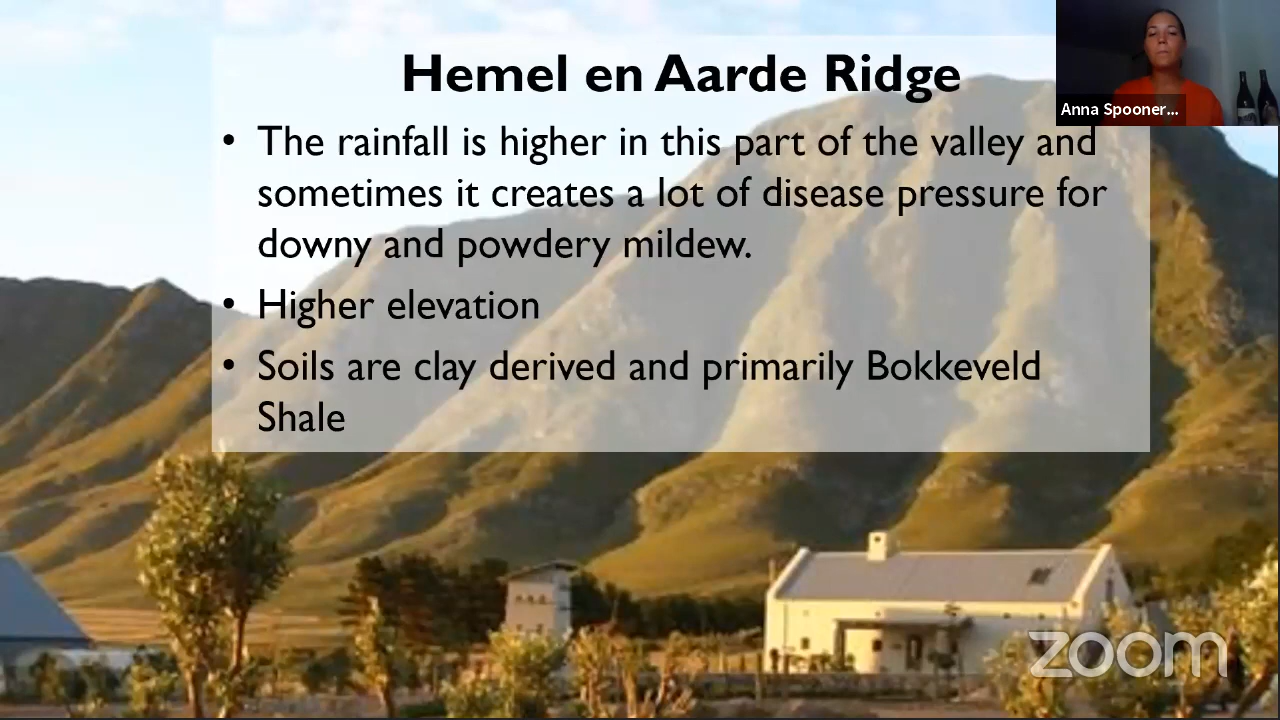 Hemel en Aarde Ridge
Anna Spooner...
• The rainfall is higher in this part of the valley and
sometimes it creates a lot of disease pressure for
downy and powdery mildew.
• Higher elevation
• Soils are clay derived and primarily Bokkeveld
Shale
zoom